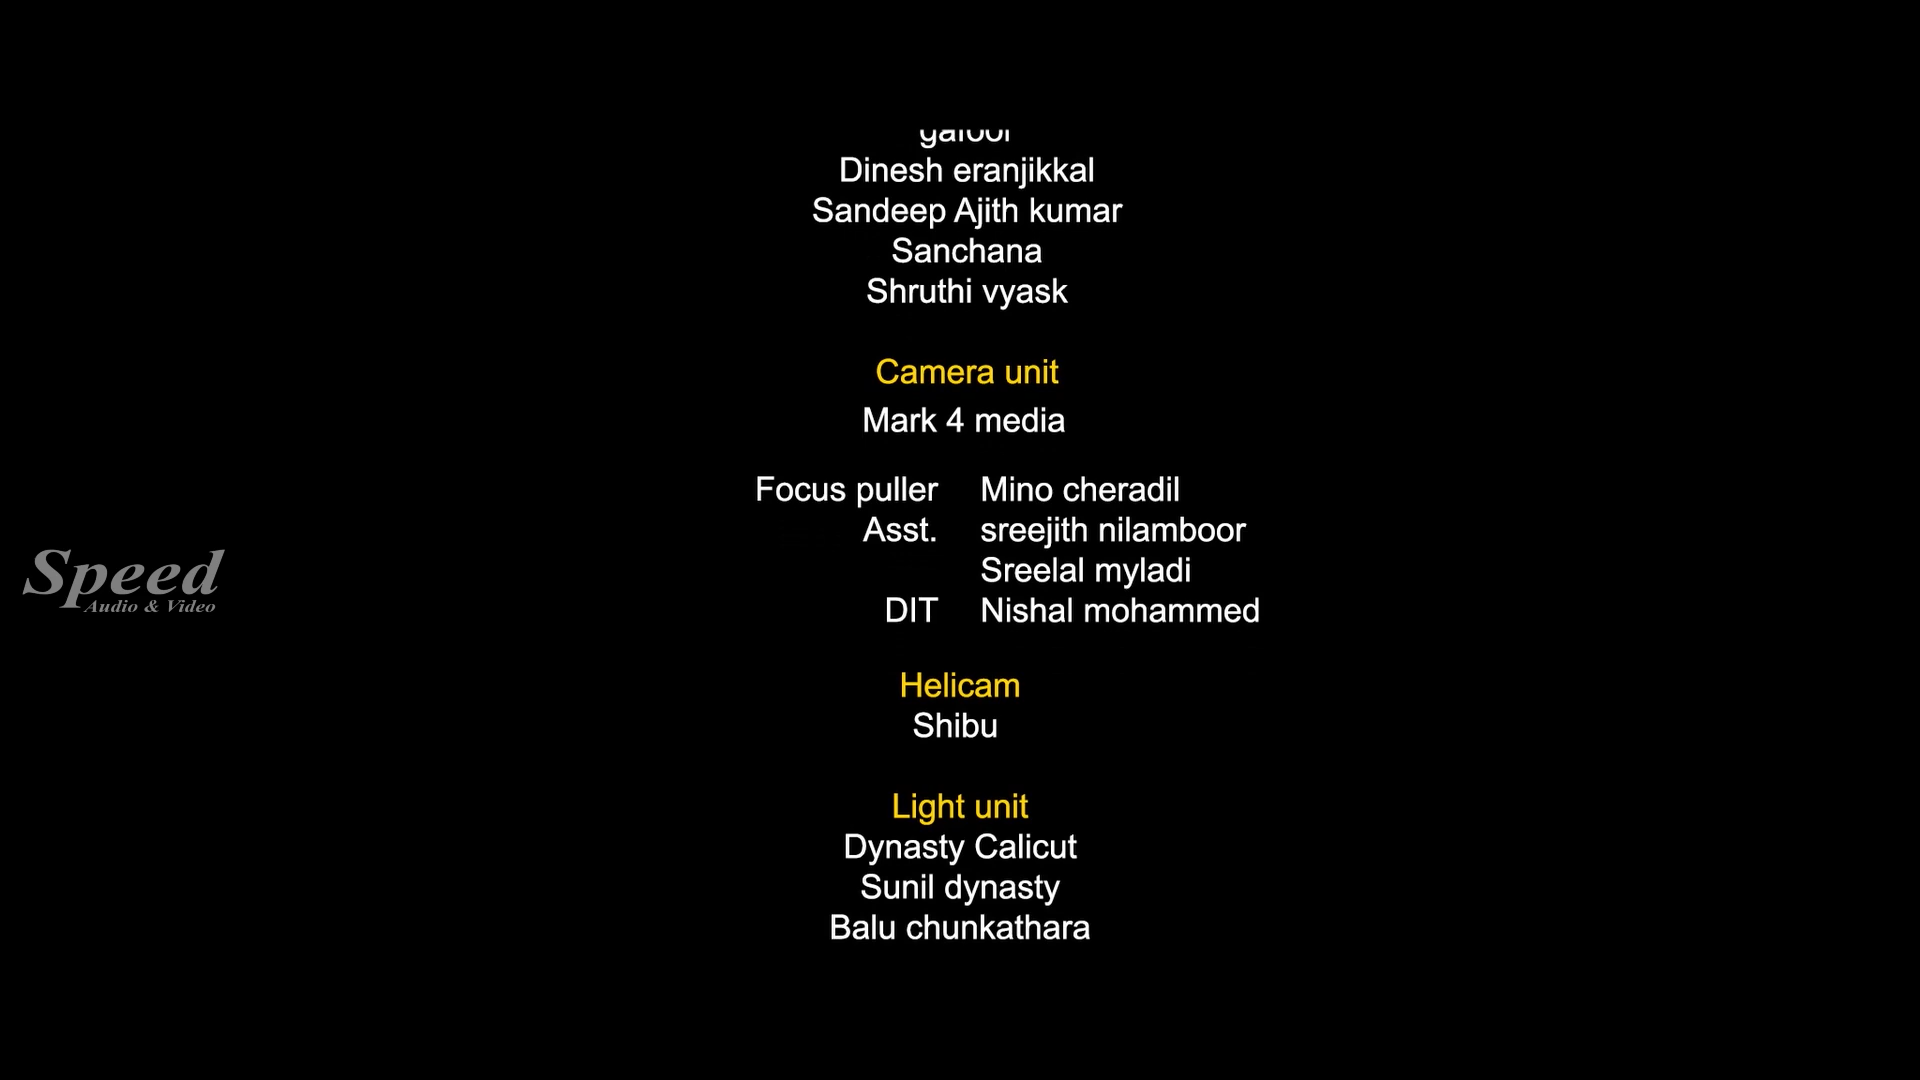 gafoor
Dinesh eranjikkal
Sandeep Ajith kumar
Sanchana
Shruthi vyask
Camera unit
Mark 4 media
Focus puller Mino cheradil
Asst. sreejith nilamboor
Sreelal myladi
DIT Nishal mohammed
Speed
Audio & Video
Helicam
Shibu
Light unit
Dynasty Calicut
Sunil dynasty
Balu chunkathara